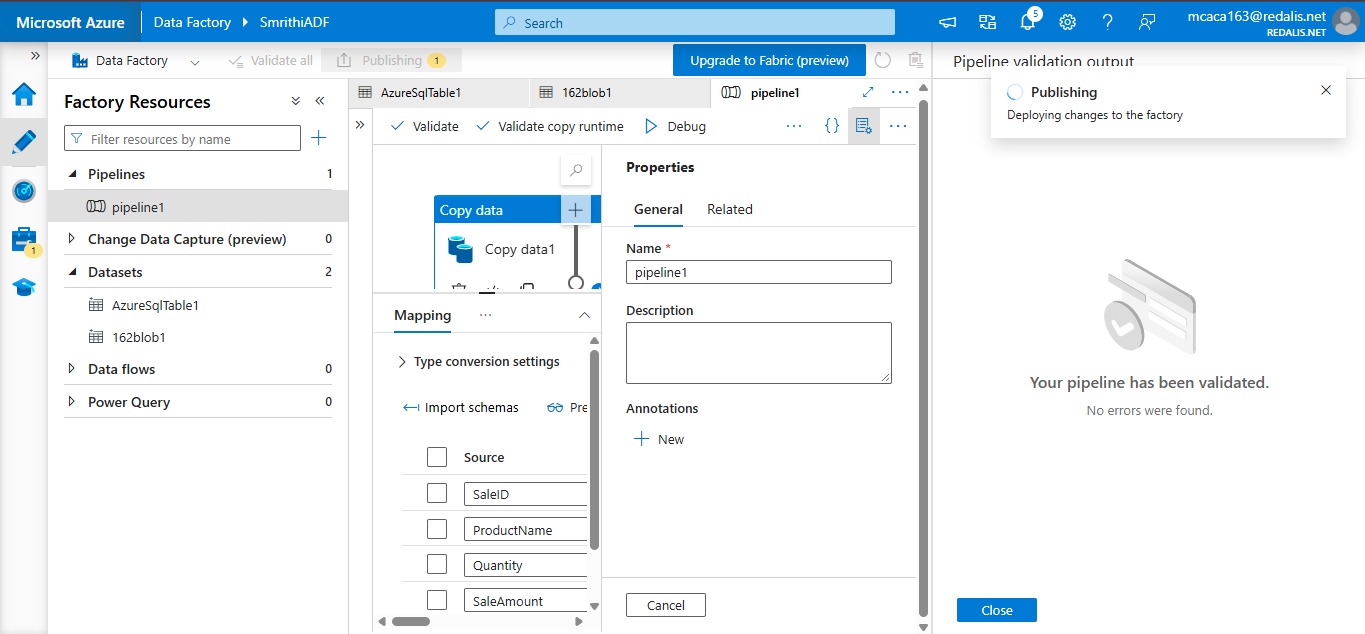 Microsoft Azure
Data Factory
SmrithiADF
Search
5
mcaca163@redalis.net
REDALIS.NET
Data Factory
Validate all
Publishing
1
Upgrade to Fabric (preview)
Pipeline validation output
Publishing
Deploying changes to the factory
Factory Resources
Filter resources by name
Pipelines
1
pipeline1
Change Data Capture (preview)
0
Datasets
2
AzureSqlTable1
162blob1
Data flows
0
Power Query
0
1
AzureSqlTable1
162blob1
pipeline1
Validate
Validate copy runtime
Debug
Copy data
Copy data1
Mapping
Type conversion settings
Import schemas
Pre
Source
SaleID
ProductName
Quantity
SaleAmount
Properties
General
Related
Name *
pipeline1
Description
Annotations
New
Cancel
Your pipeline has been validated.
No errors were found.
Close